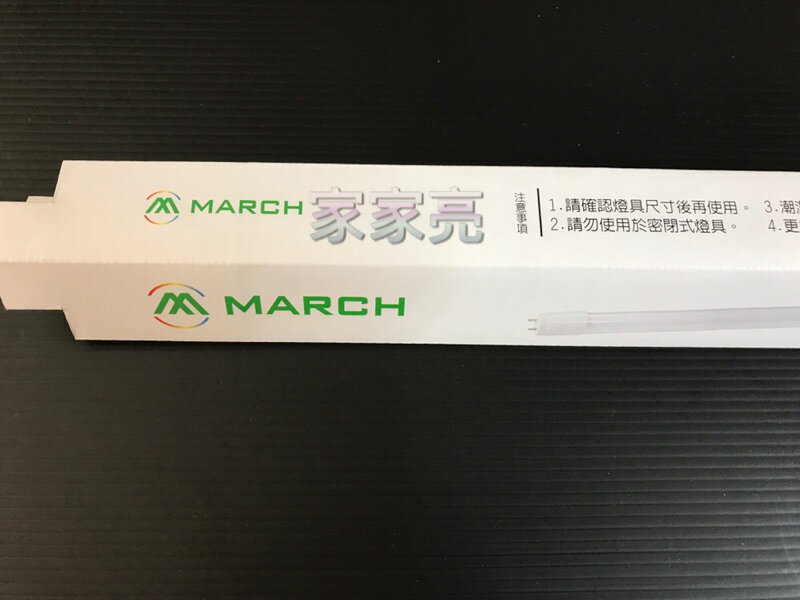 MARCH
家家亮
注意事項
1.請確認燈具尺寸後再使用。 3.潮
2.請勿使用於密閉式燈具。 4.更
MARCH